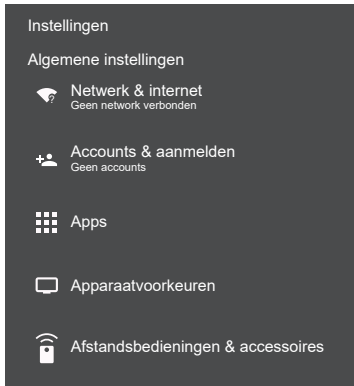 Instellingen
Algemene instellingen
Netwerk & internet
Geen network verbonden
Accounts & aanmelden
Geen accounts
Apps
Apparaatvoorkeuren
Afstandsbedieningen & accessoires